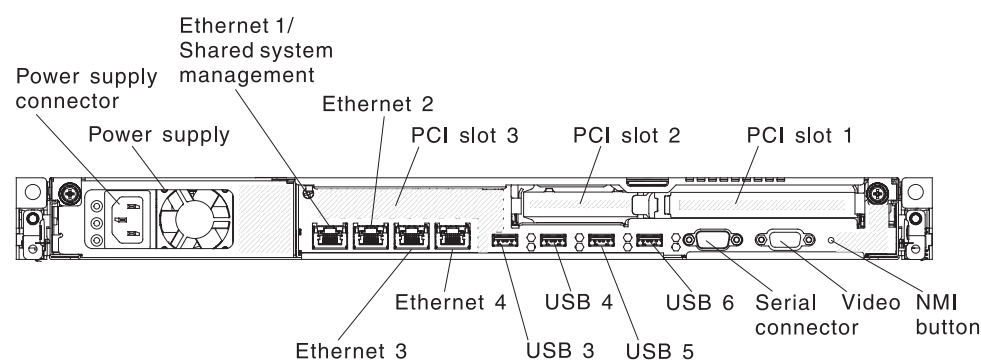 Ethernet 1/
Shared system
management
Power supply
connector
Ethernet 2
Power supply
PCI slot 3
PCI slot 2
PCI slot 1
Ethernet 4
USB 4
USB 6
Serial
connector
Video
NMI
button
Ethernet 3
USB 3
USB 5